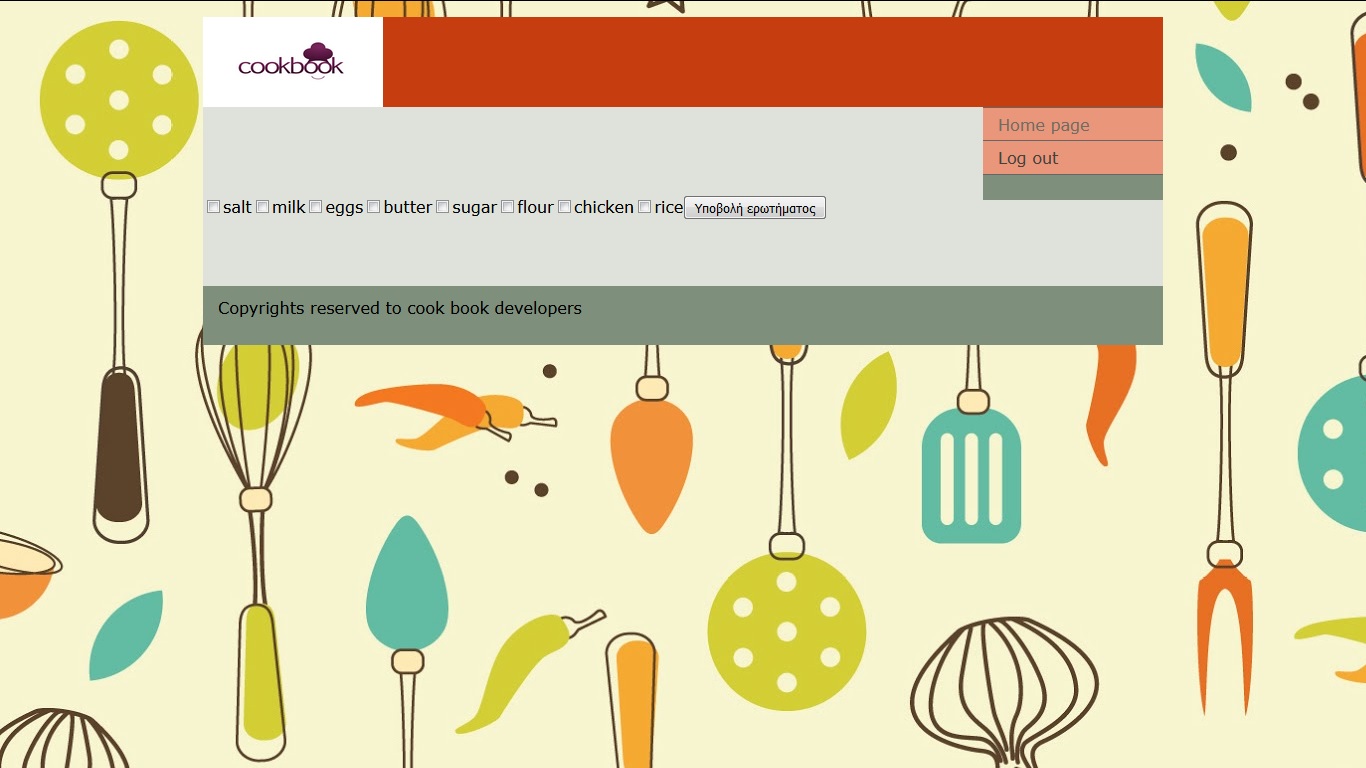 cookbook
Home page
Log out
salt milk eggs butter sugar flour chicken rice Υποβολή ερωτήματος
Copyrights reserved to cook book developers